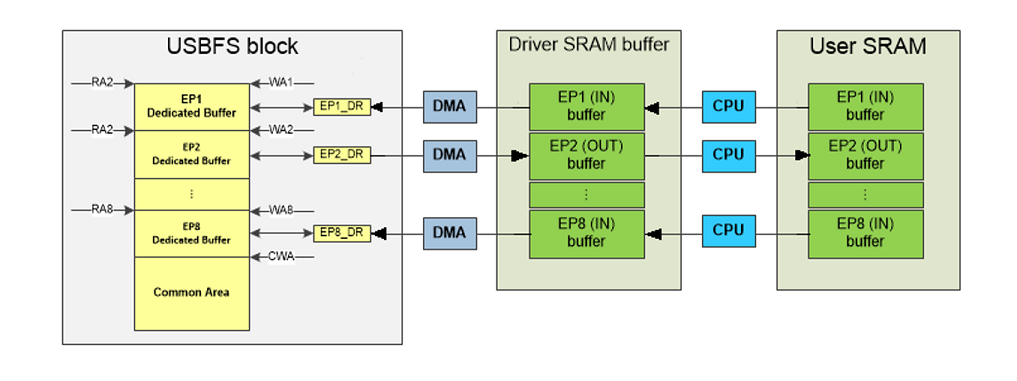 USBFS block
RA2
WA1
EP1
Dedicated Buffer
EP1_DR
RA2
WA2
EP2
Dedicated Buffer
EP2_DR
⋮
RA8
WA8
EP8
Dedicated Buffer
EP8_DR
CWA
Common Area
DMA
DMA
DMA
Driver SRAM buffer
EP1 (IN)
buffer
EP2 (OUT)
buffer
⋮
EP8 (IN)
buffer
CPU
CPU
CPU
User SRAM
EP1 (IN)
buffer
EP2 (OUT)
buffer
⋮
EP8 (IN)
buffer